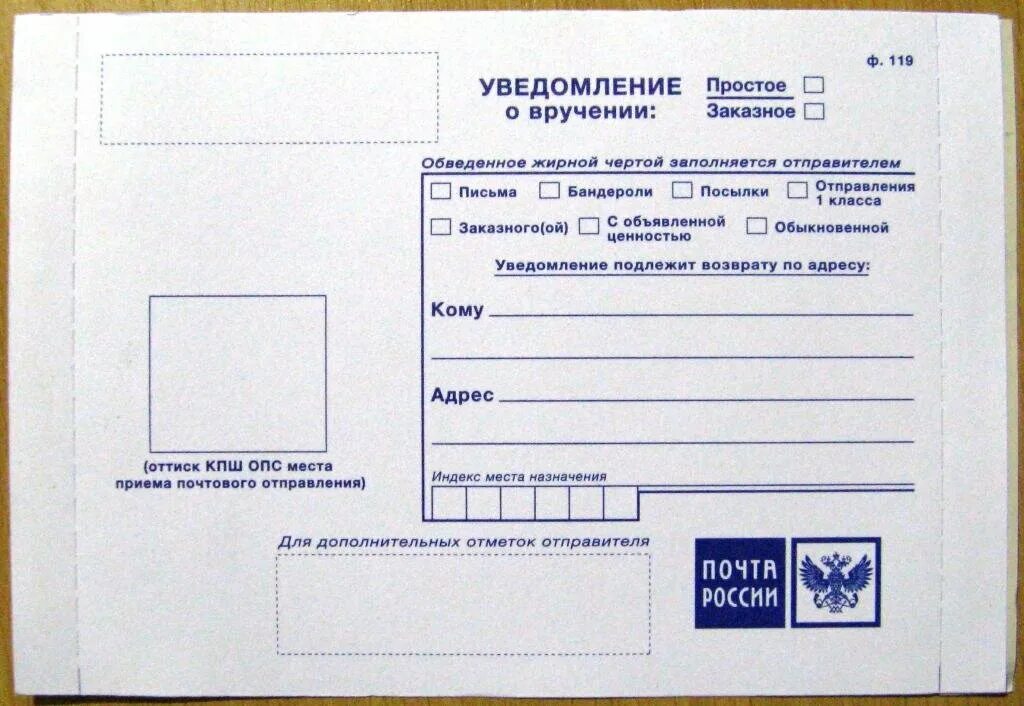 ф. 119
УВЕДОМЛЕНИЕ
о вручении:
Простое
Заказное
Обведенное жирной чертой заполняется отправителем
Письма Бандероли Посылки Отправления 1 класса
Заказного(ой) С объявленной ценностью Обыкновенной
Уведомление подлежит возврату по адресу:
Кому
Адрес
(оттиск КПШ ОПС места
приема почтового отправления)
Индекс места назначения
Для дополнительных отметок отправителя
ПОЧТА
РОССИИ